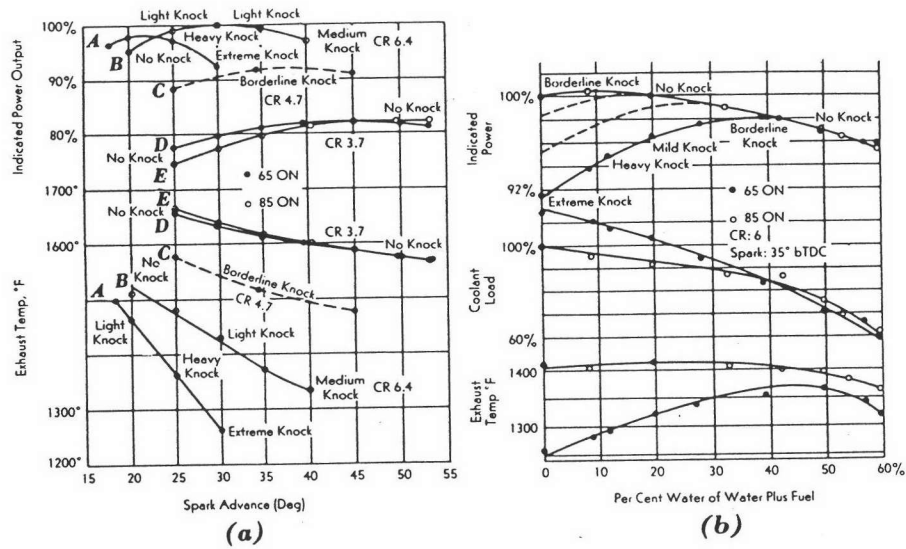 (a)
Indicated Power Output
Exhaust Temp, °F
100%
90%
80%
1700°
1600°
1300°
1200°
Light Knock
Light Knock
A
B
Heavy Knock
Medium
Knock
CR 6.4
No Knock
Extreme Knock
C
Borderline Knock
CR 4.7
No Knock
D
No Knock
E
CR 3.7
65 ON
85 ON
E
No Knock
D
CR 3.7
No Knock
C
No
Knock
Borderline Knock
CR 4.7
A
B
Light
Knock
Light Knock
Heavy
Knock
Medium
Knock
CR 6.4
Extreme Knock
15 20 25 30 35 40 45 50 53 55
Spark Advance (Deg)
(a)
(b)
Indicated
Power
100%
92%
Borderline Knock
No Knock
No Knock
Borderline
Knock
Mild Knock
Heavy Knock
Extreme Knock
65 ON
85 ON
CR: 6
Spark: 35° bTDC
Coolant
Load
100%
60%
Exhaust
Temp °F
1400
1300
0 10 20 30 40 50 60%
Per Cent Water of Water Plus Fuel
(b)